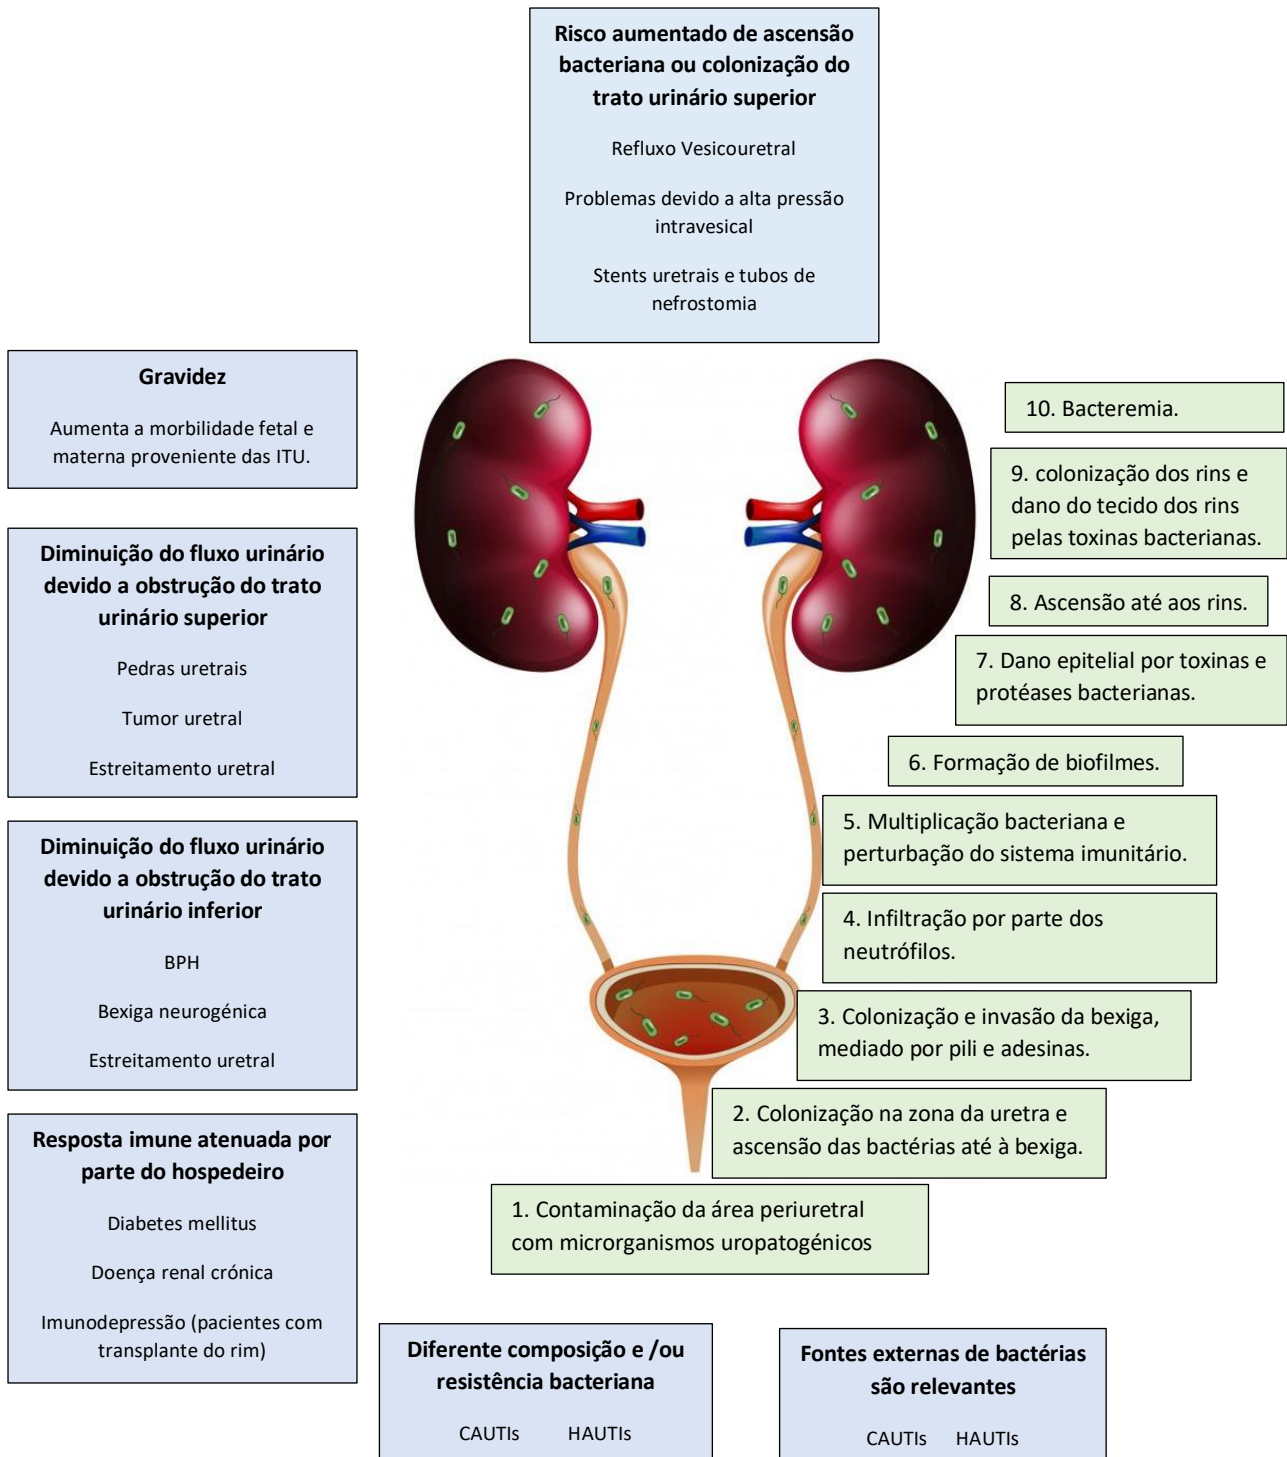 Risco aumentado de ascensão
bacteriana ou colonização do
trato urinário superior
Refluxo Vesicouretral
Problemas devido a alta pressão
intravesical
Stents uretrais e tubos de
nefrostomia
Gravidez
Aumenta a morbilidade fetal e
materna proveniente das ITU.
Diminuição do fluxo urinário
devido a obstrução do trato
urinário superior
Pedras uretrais
Tumor uretral
Estreitamento uretral
Diminuição do fluxo urinário
devido a obstrução do trato
urinário inferior
BPH
Bexiga neurogénica
Estreitamento uretral
Resposta imune atenuada por
parte do hospedeiro
Diabetes mellitus
Doença renal crónica
Imunodepressão (pacientes com
transplante do rim)
10. Bacteremia.
9. colonização dos rins e
dano do tecido dos rins
pelas toxinas bacterianas.
8. Ascensão até aos rins.
7. Dano epitelial por toxinas e
protéases bacterianas.
6. Formação de biofilmes.
5. Multiplicação bacteriana e
perturbação do sistema imunitário.
4. Infiltração por parte dos
neutrófilos.
3. Colonização e invasão da bexiga,
mediado por pili e adesinas.
2. Colonização na zona da uretra e
ascensão das bactérias até à bexiga.
1. Contaminação da área periuretral
com microrganismos uropatogénicos
Diferente composição e /ou
resistência bacteriana
CAUTIs HAUTIs
Fontes externas de bactérias
são relevantes
CAUTIs HAUTIs